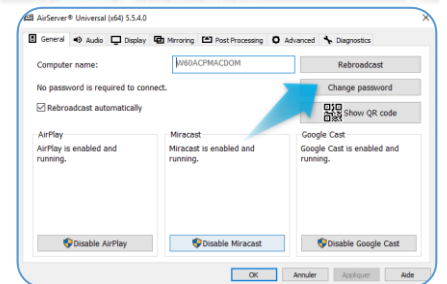 AirServer® Universal (x64) 5.5.4.0
General Audio Display Mirroring Post Processing Advanced Diagnostics
Computer name: W60ACPMACDOM Rebroadcast
No password is required to connect. Change password
Rebroadcast automatically Show QR code
AirPlay Miracast Google Cast
AirPlay is enabled and Miracast is enabled and Google Cast is enabled and
running. running. running.
Disable AirPlay Disable Miracast Disable Google Cast
OK Annuler Appliquer Aide